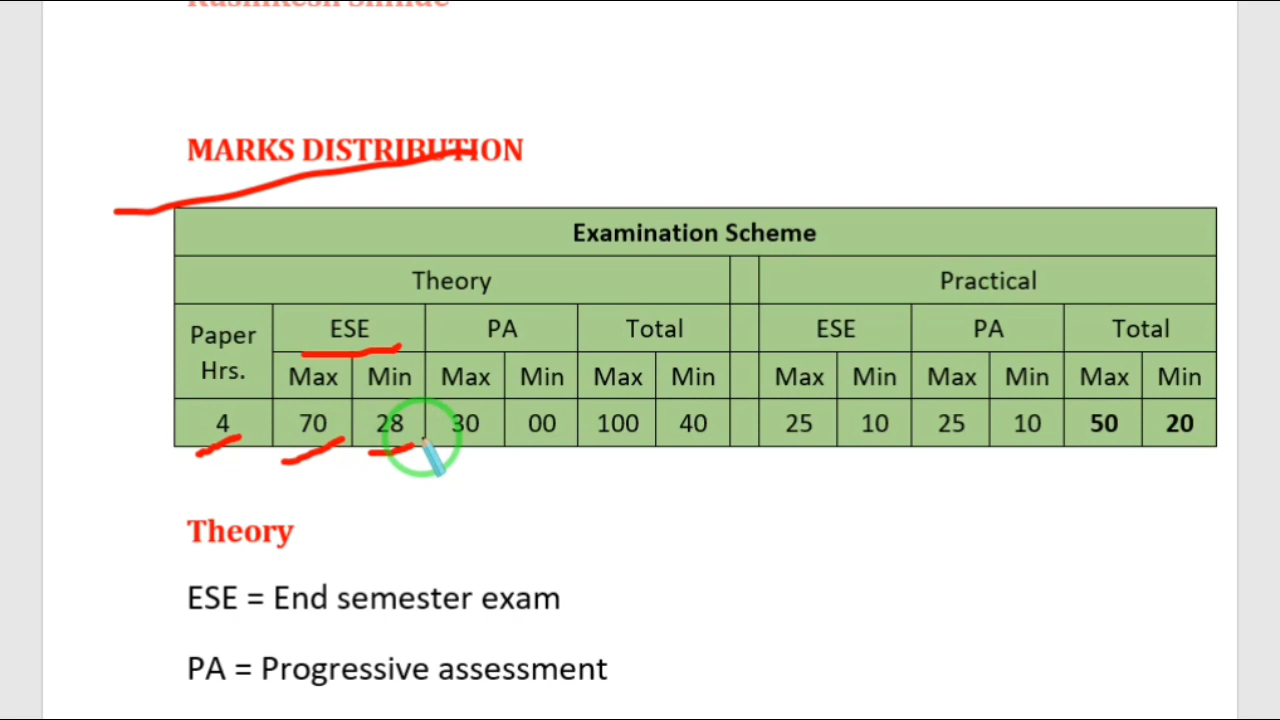 Rushikesh Shinde
MARKS DISTRIBUTION
Examination Scheme
Theory Practical
Paper Hrs. ESE PA Total ESE PA Total
Max Min Max Min Max Min Max Min Max Min Max Min
4 70 28 30 00 100 40 25 10 25 10 50 20
Theory
ESE = End semester exam
PA = Progressive assessment